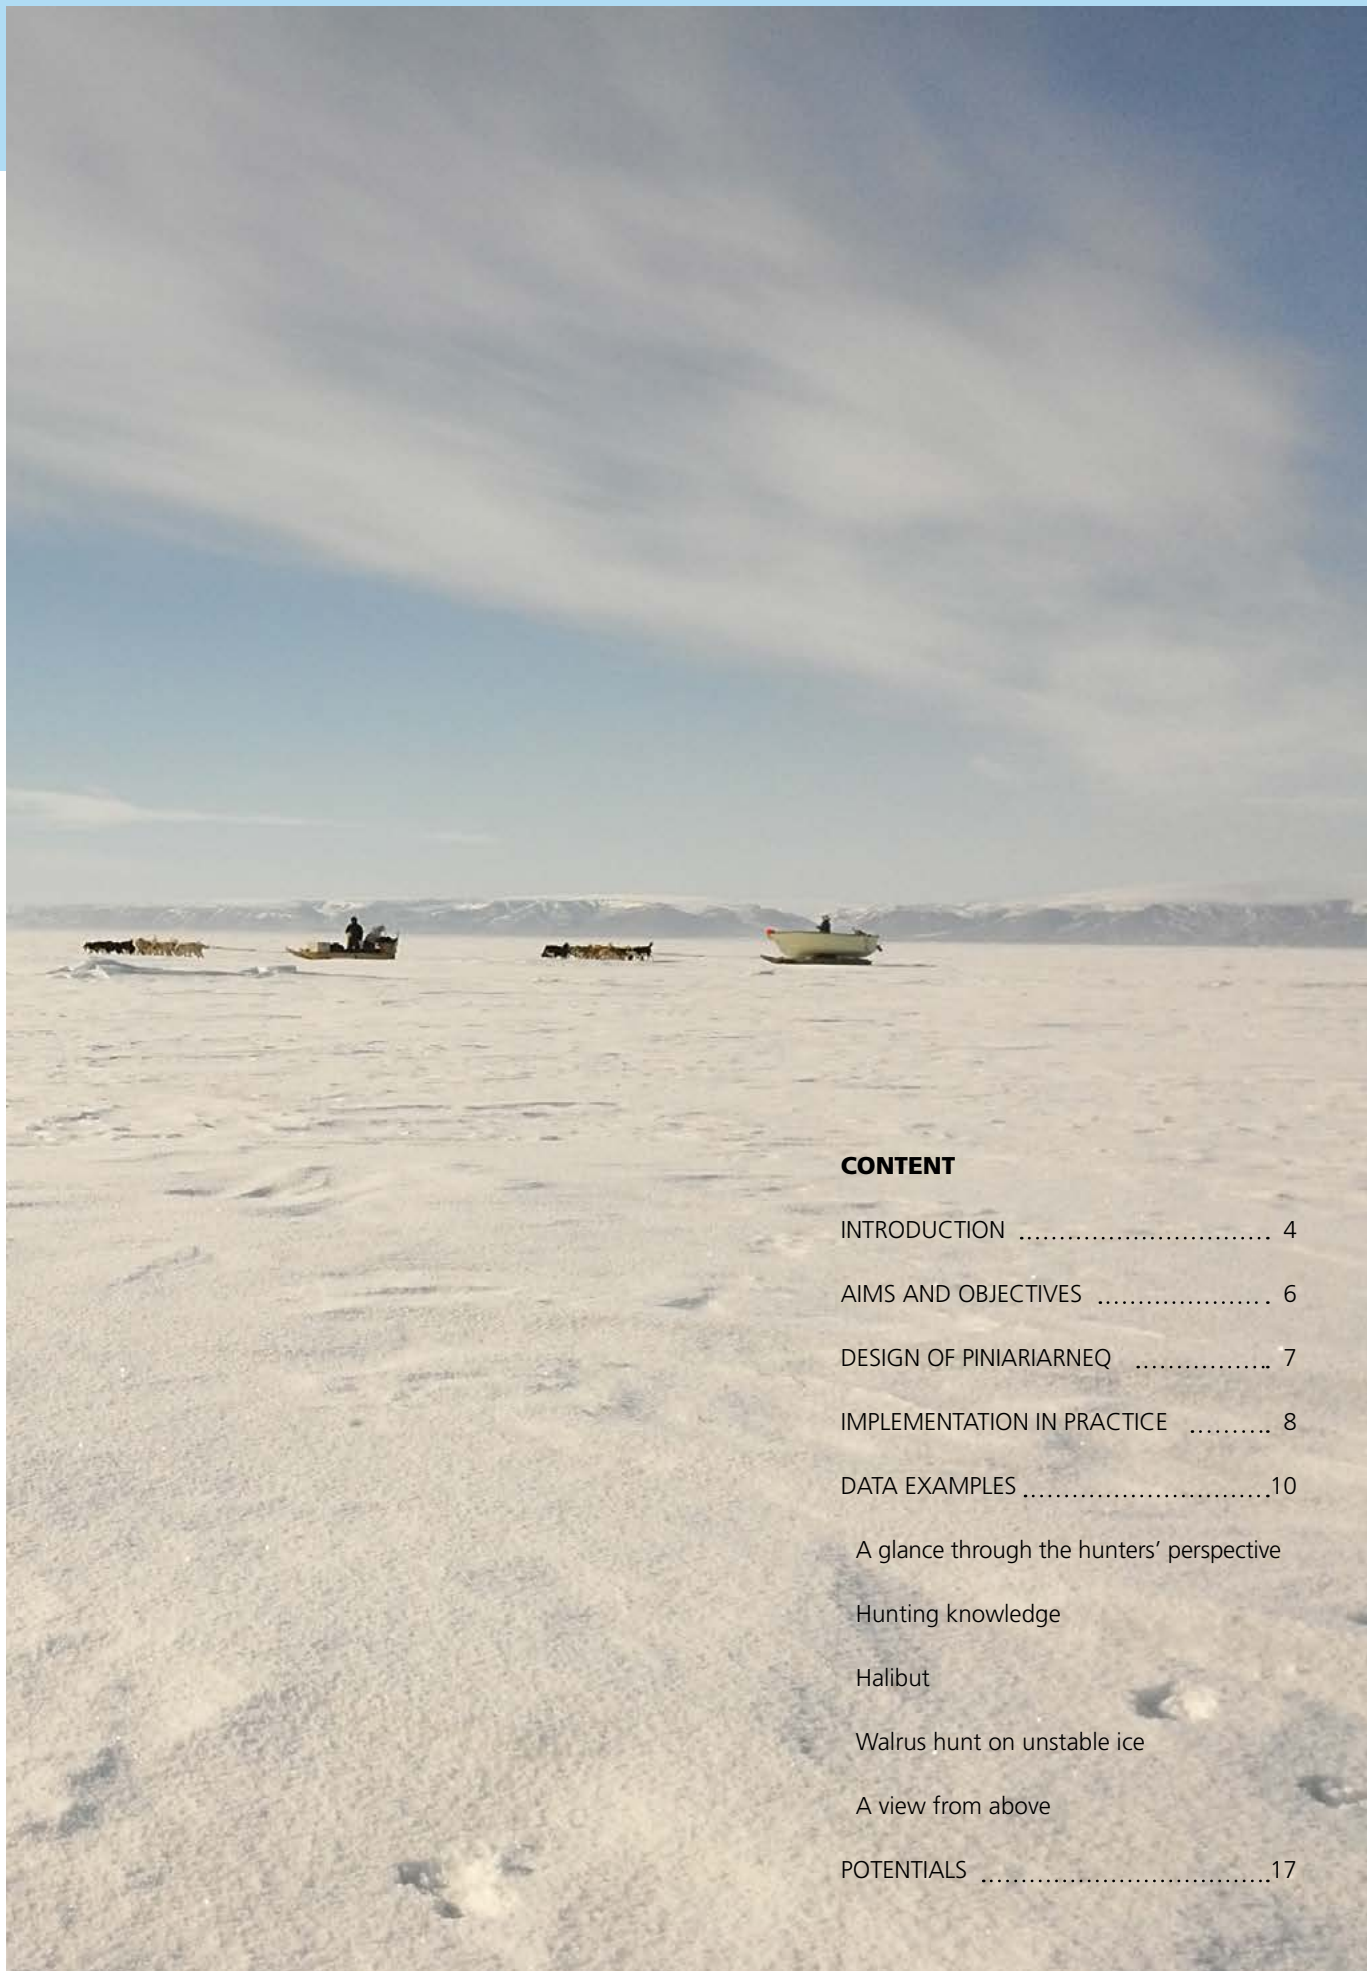 CONTENT
INTRODUCTION ................................ 4
AIMS AND OBJECTIVES ...................... 6
DESIGN OF PINIARIARNEQ ................. 7
IMPLEMENTATION IN PRACTICE .......... 8
DATA EXAMPLES ...............................10
A glance through the hunters’ perspective
Hunting knowledge
Halibut
Walrus hunt on unstable ice
A view from above
POTENTIALS .....................................17